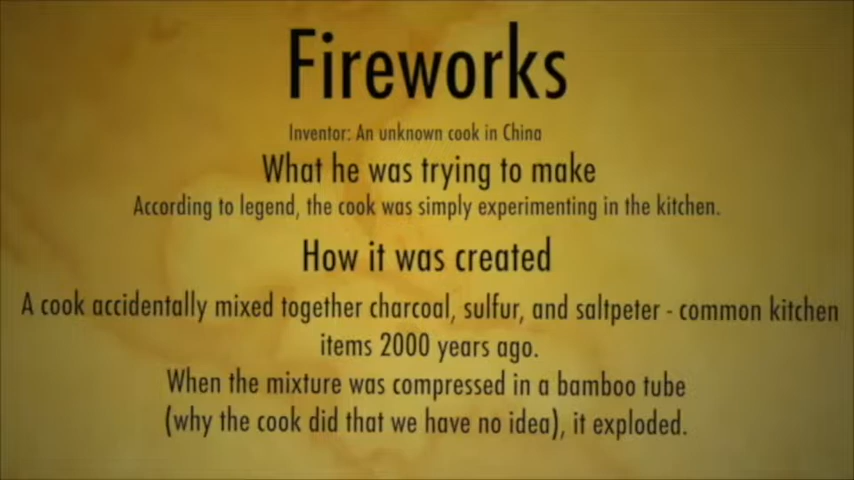 Fireworks
Inventor: An unknown cook in China
What he was trying to make
According to legend, the cook was simply experimenting in the kitchen.
How it was created
A cook accidentally mixed together charcoal, sulfur, and saltpeter - common kitchen
items 2000 years ago.
When the mixture was compressed in a bamboo tube
(why the cook did that we have no idea), it exploded.